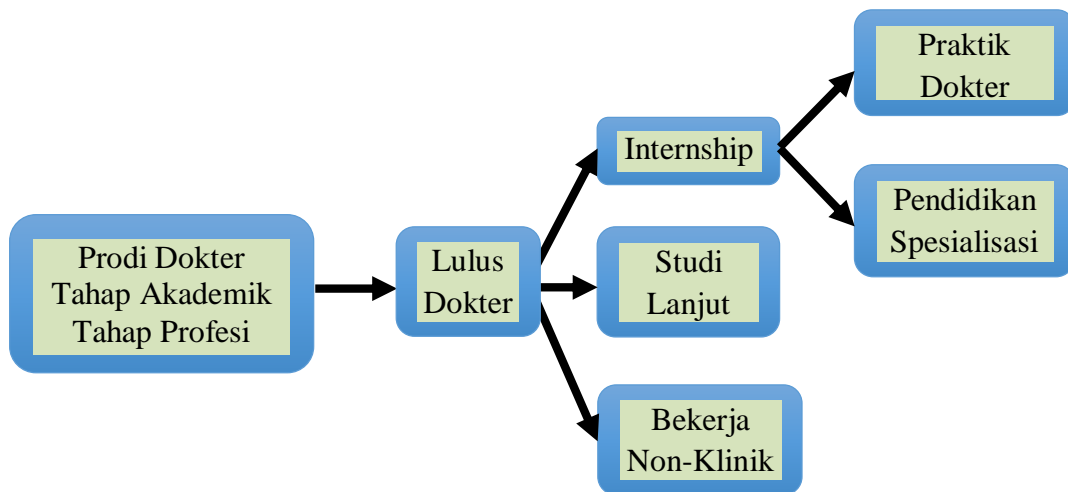 Prodi Dokter
Tahap Akademik
Tahap Profesi
Lulus
Dokter
Internship
Studi
Lanjut
Bekerja
Non-Klinik
Praktik
Dokter
Pendidikan
Spesialisasi